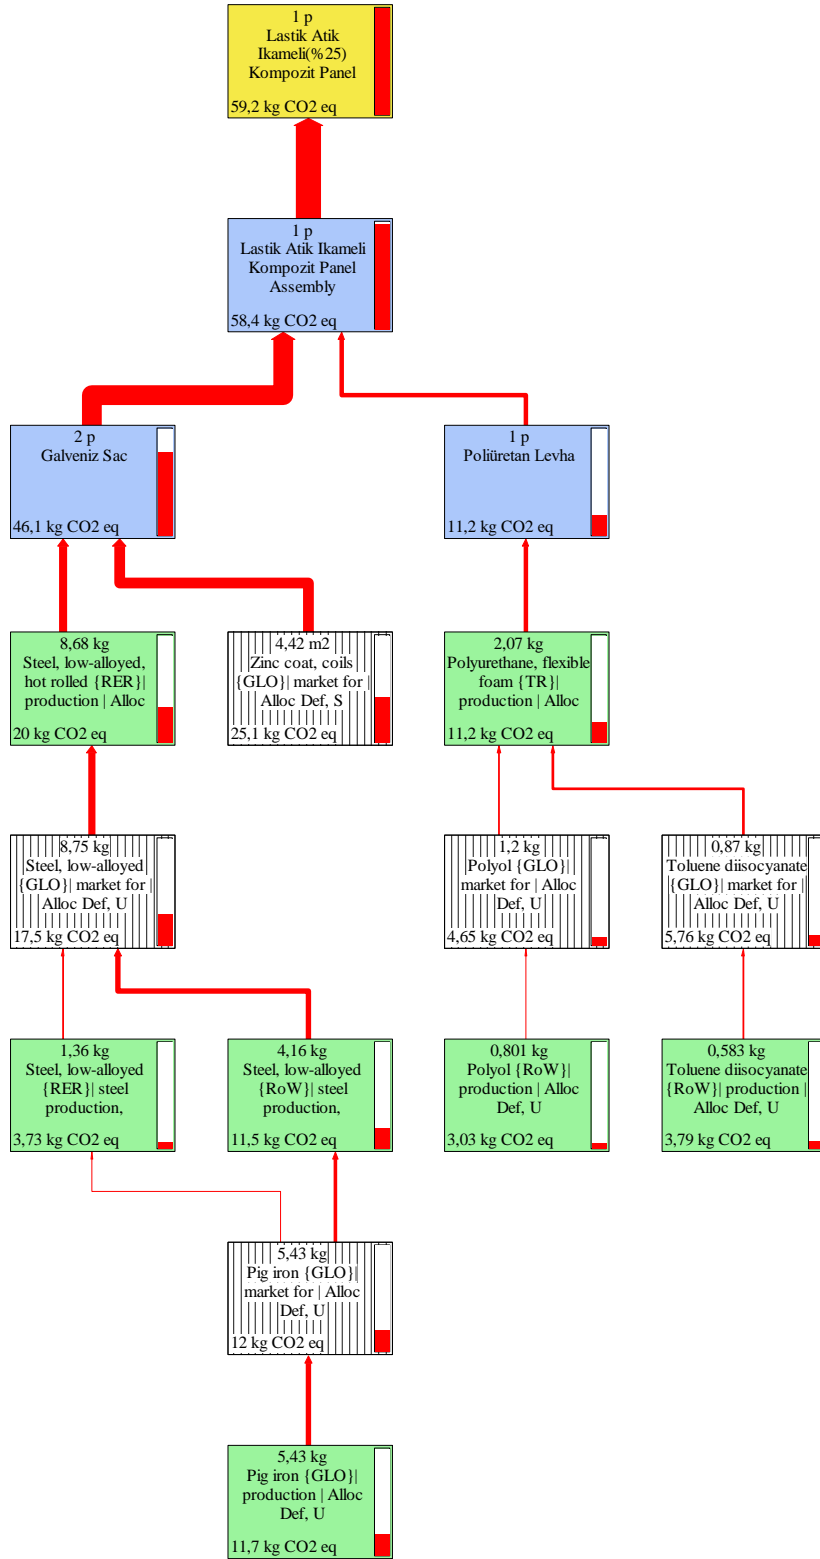 1 p
Lastik Atik
Ikameli(%25)
Kompozit Panel
59,2 kg CO2 eq
1 p
Lastik Atik Ikameli
Kompozit Panel
Assembly
58,4 kg CO2 eq
2 p
Galveniz Sac
46,1 kg CO2 eq
1 p
Poliüretan Levha
11,2 kg CO2 eq
8,68 kg
Steel, low-alloyed,
hot rolled {RER}|
production | Alloc
20 kg CO2 eq
4,42 m2
Zinc coat, coils
{GLO}| market for |
Alloc Def, S
25,1 kg CO2 eq
2,07 kg
Polyurethane, flexible
foam {TR}|
production | Alloc
11,2 kg CO2 eq
8,75 kg
Steel, low-alloyed
{GLO}| market for |
Alloc Def, U
17,5 kg CO2 eq
1,2 kg
Polyol {GLO}|
market for | Alloc
Def, U
4,65 kg CO2 eq
0,87 kg
Toluene diisocyanate
{GLO}| market for |
Alloc Def, U
5,76 kg CO2 eq
1,36 kg
Steel, low-alloyed
{RER}| steel
production,
3,73 kg CO2 eq
4,16 kg
Steel, low-alloyed
{RoW}| steel
production,
11,5 kg CO2 eq
0,801 kg
Polyol {RoW}|
production | Alloc
Def, U
3,03 kg CO2 eq
0,583 kg
Toluene diisocyanate
{RoW}| production |
Alloc Def, U
3,79 kg CO2 eq
5,43 kg
Pig iron {GLO}|
market for | Alloc
Def, U
12 kg CO2 eq
5,43 kg
Pig iron {GLO}|
production | Alloc
Def, U
11,7 kg CO2 eq